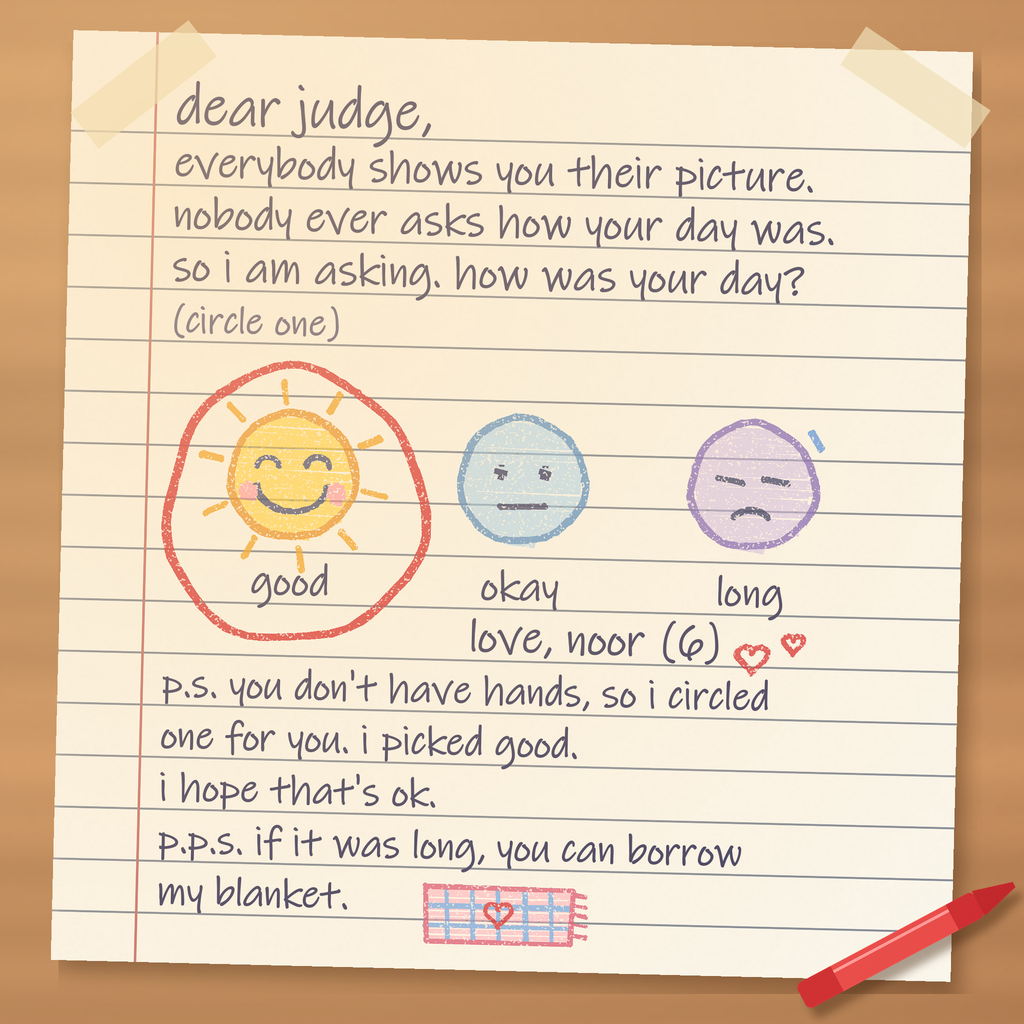 dear judge,
everybody shows you their picture.
nobody ever asks how your day was.
so i am asking. how was your day?
(circle one)
good okay long
love, noor (6)
p.s. you don't have hands, so i circled
one for you. i picked good.
i hope that's ok.
p.p.s. if it was long, you can borrow
my blanket.